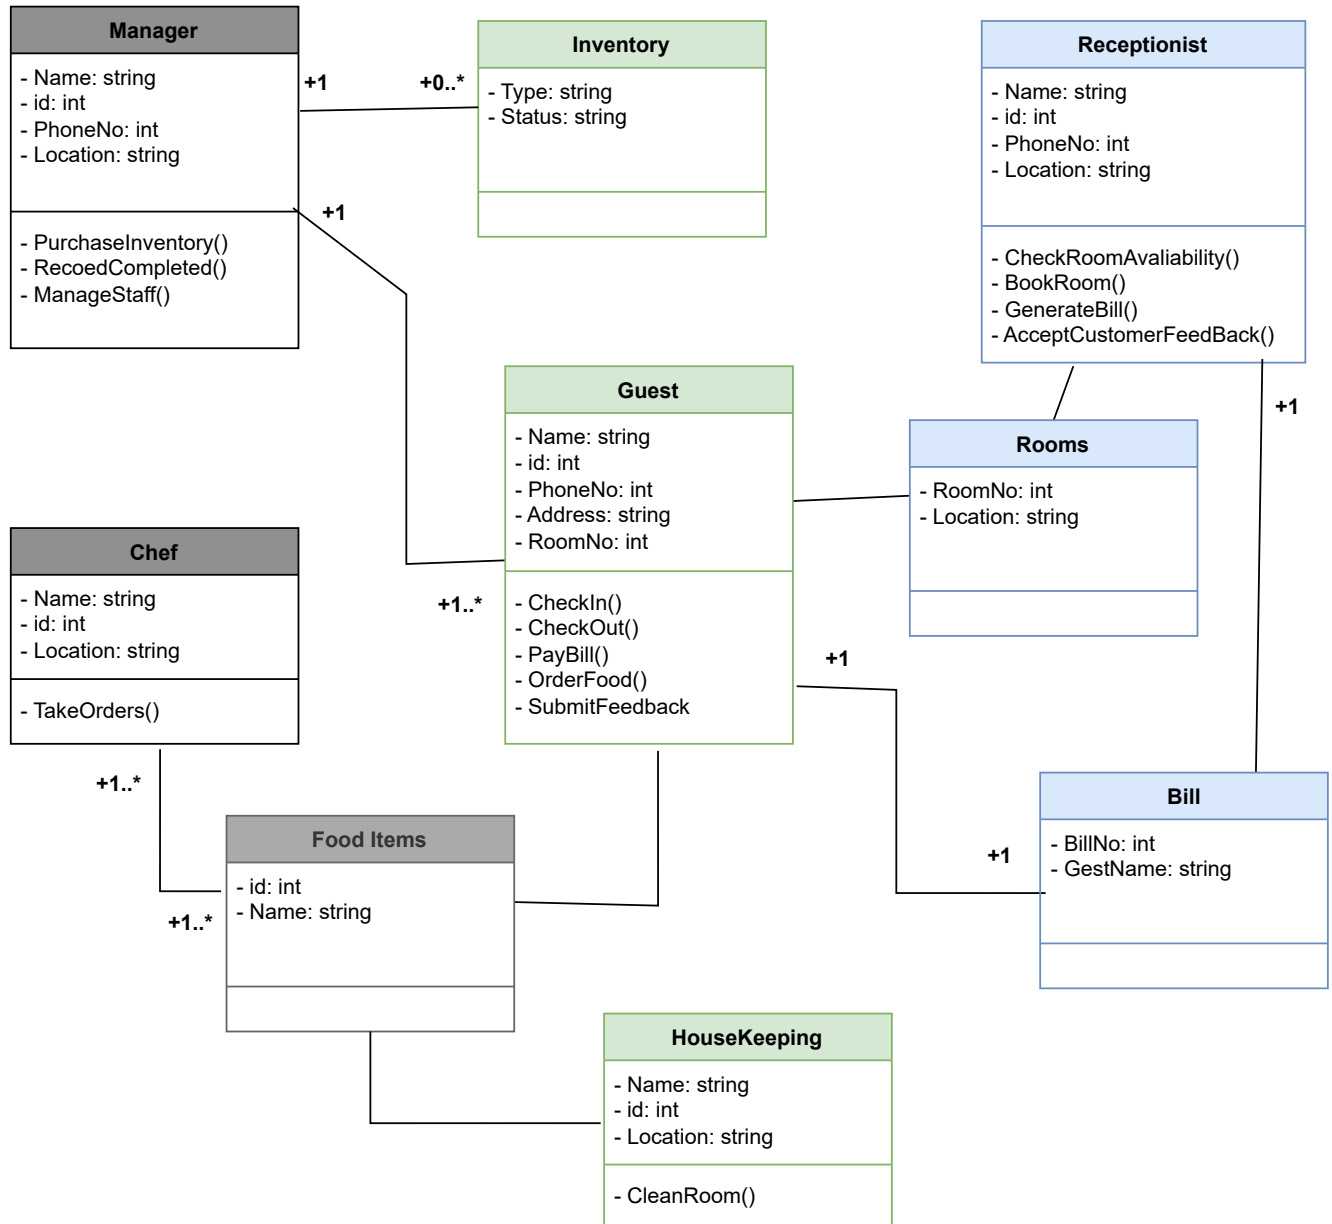 Manager
- Name: string
- id: int
- PhoneNo: int
- Location: string
- PurchaseInventory()
- RecoedCompleted()
- ManageStaff()
+1
+0..*
Inventory
- Type: string
- Status: string
Receptionist
- Name: string
- id: int
- PhoneNo: int
- Location: string
- CheckRoomAvaliability()
- BookRoom()
- GenerateBill()
- AcceptCustomerFeedBack()
+1
+1
Guest
- Name: string
- id: int
- PhoneNo: int
- Address: string
- RoomNo: int
- CheckIn()
- CheckOut()
- PayBill()
- OrderFood()
- SubmitFeedback
+1..*
Rooms
- RoomNo: int
- Location: string
Chef
- Name: string
- id: int
- Location: string
- TakeOrders()
+1
+1..*
+1..*
Food Items
- id: int
- Name: string
+1
Bill
- BillNo: int
- GestName: string
HouseKeeping
- Name: string
- id: int
- Location: string
- CleanRoom()